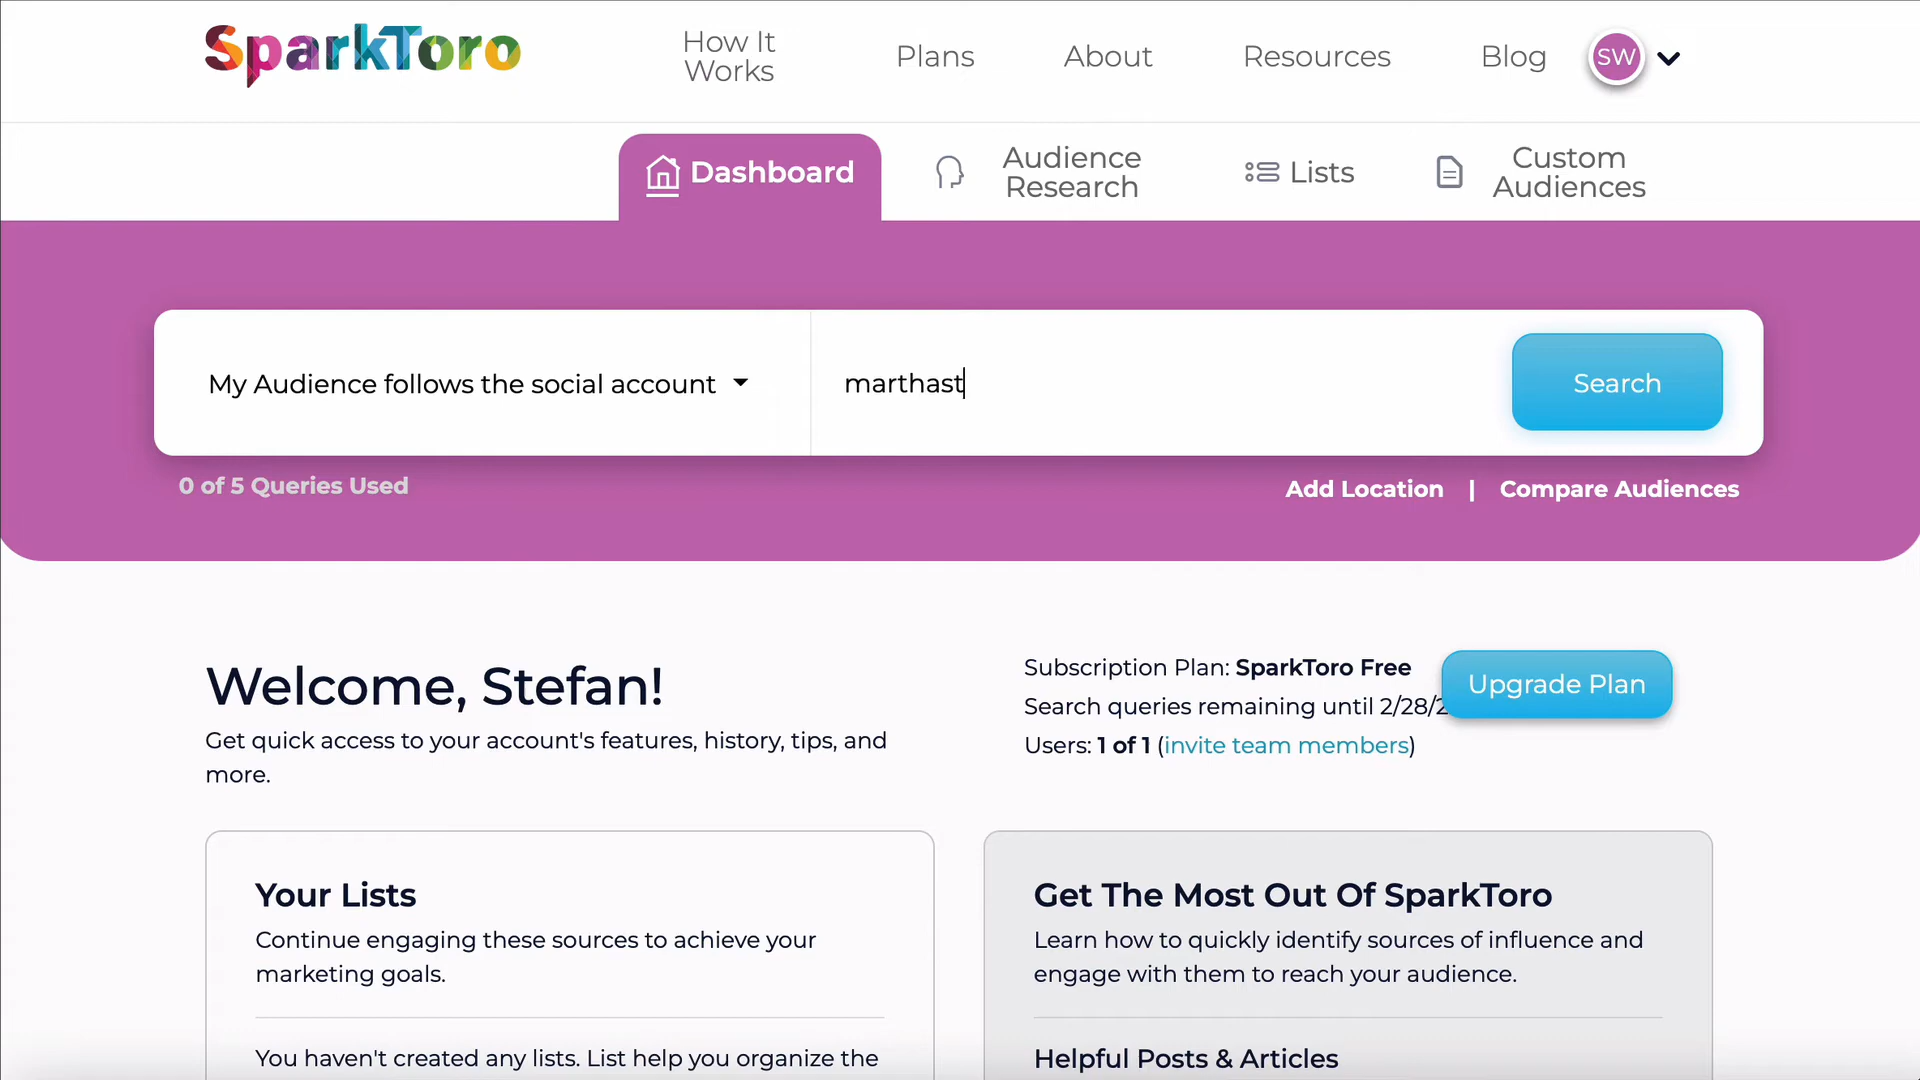 SparkToro
How It
Works
Plans
About
Resources
Blog
SW
Dashboard
Audience
Research
Lists
Custom
Audiences
My Audience follows the social account
marthast
Search
0 of 5 Queries Used
Add Location | Compare Audiences
Welcome, Stefan!
Get quick access to your account's features, history, tips, and
more.
Subscription Plan: SparkToro Free
Search queries remaining until 2/28/2
Users: 1 of 1 (invite team members)
Upgrade Plan
Your Lists
Continue engaging these sources to achieve your
marketing goals.
You haven't created any lists. List help you organize the
Get The Most Out Of SparkToro
Learn how to quickly identify sources of influence and
engage with them to reach your audience.
Helpful Posts & Articles